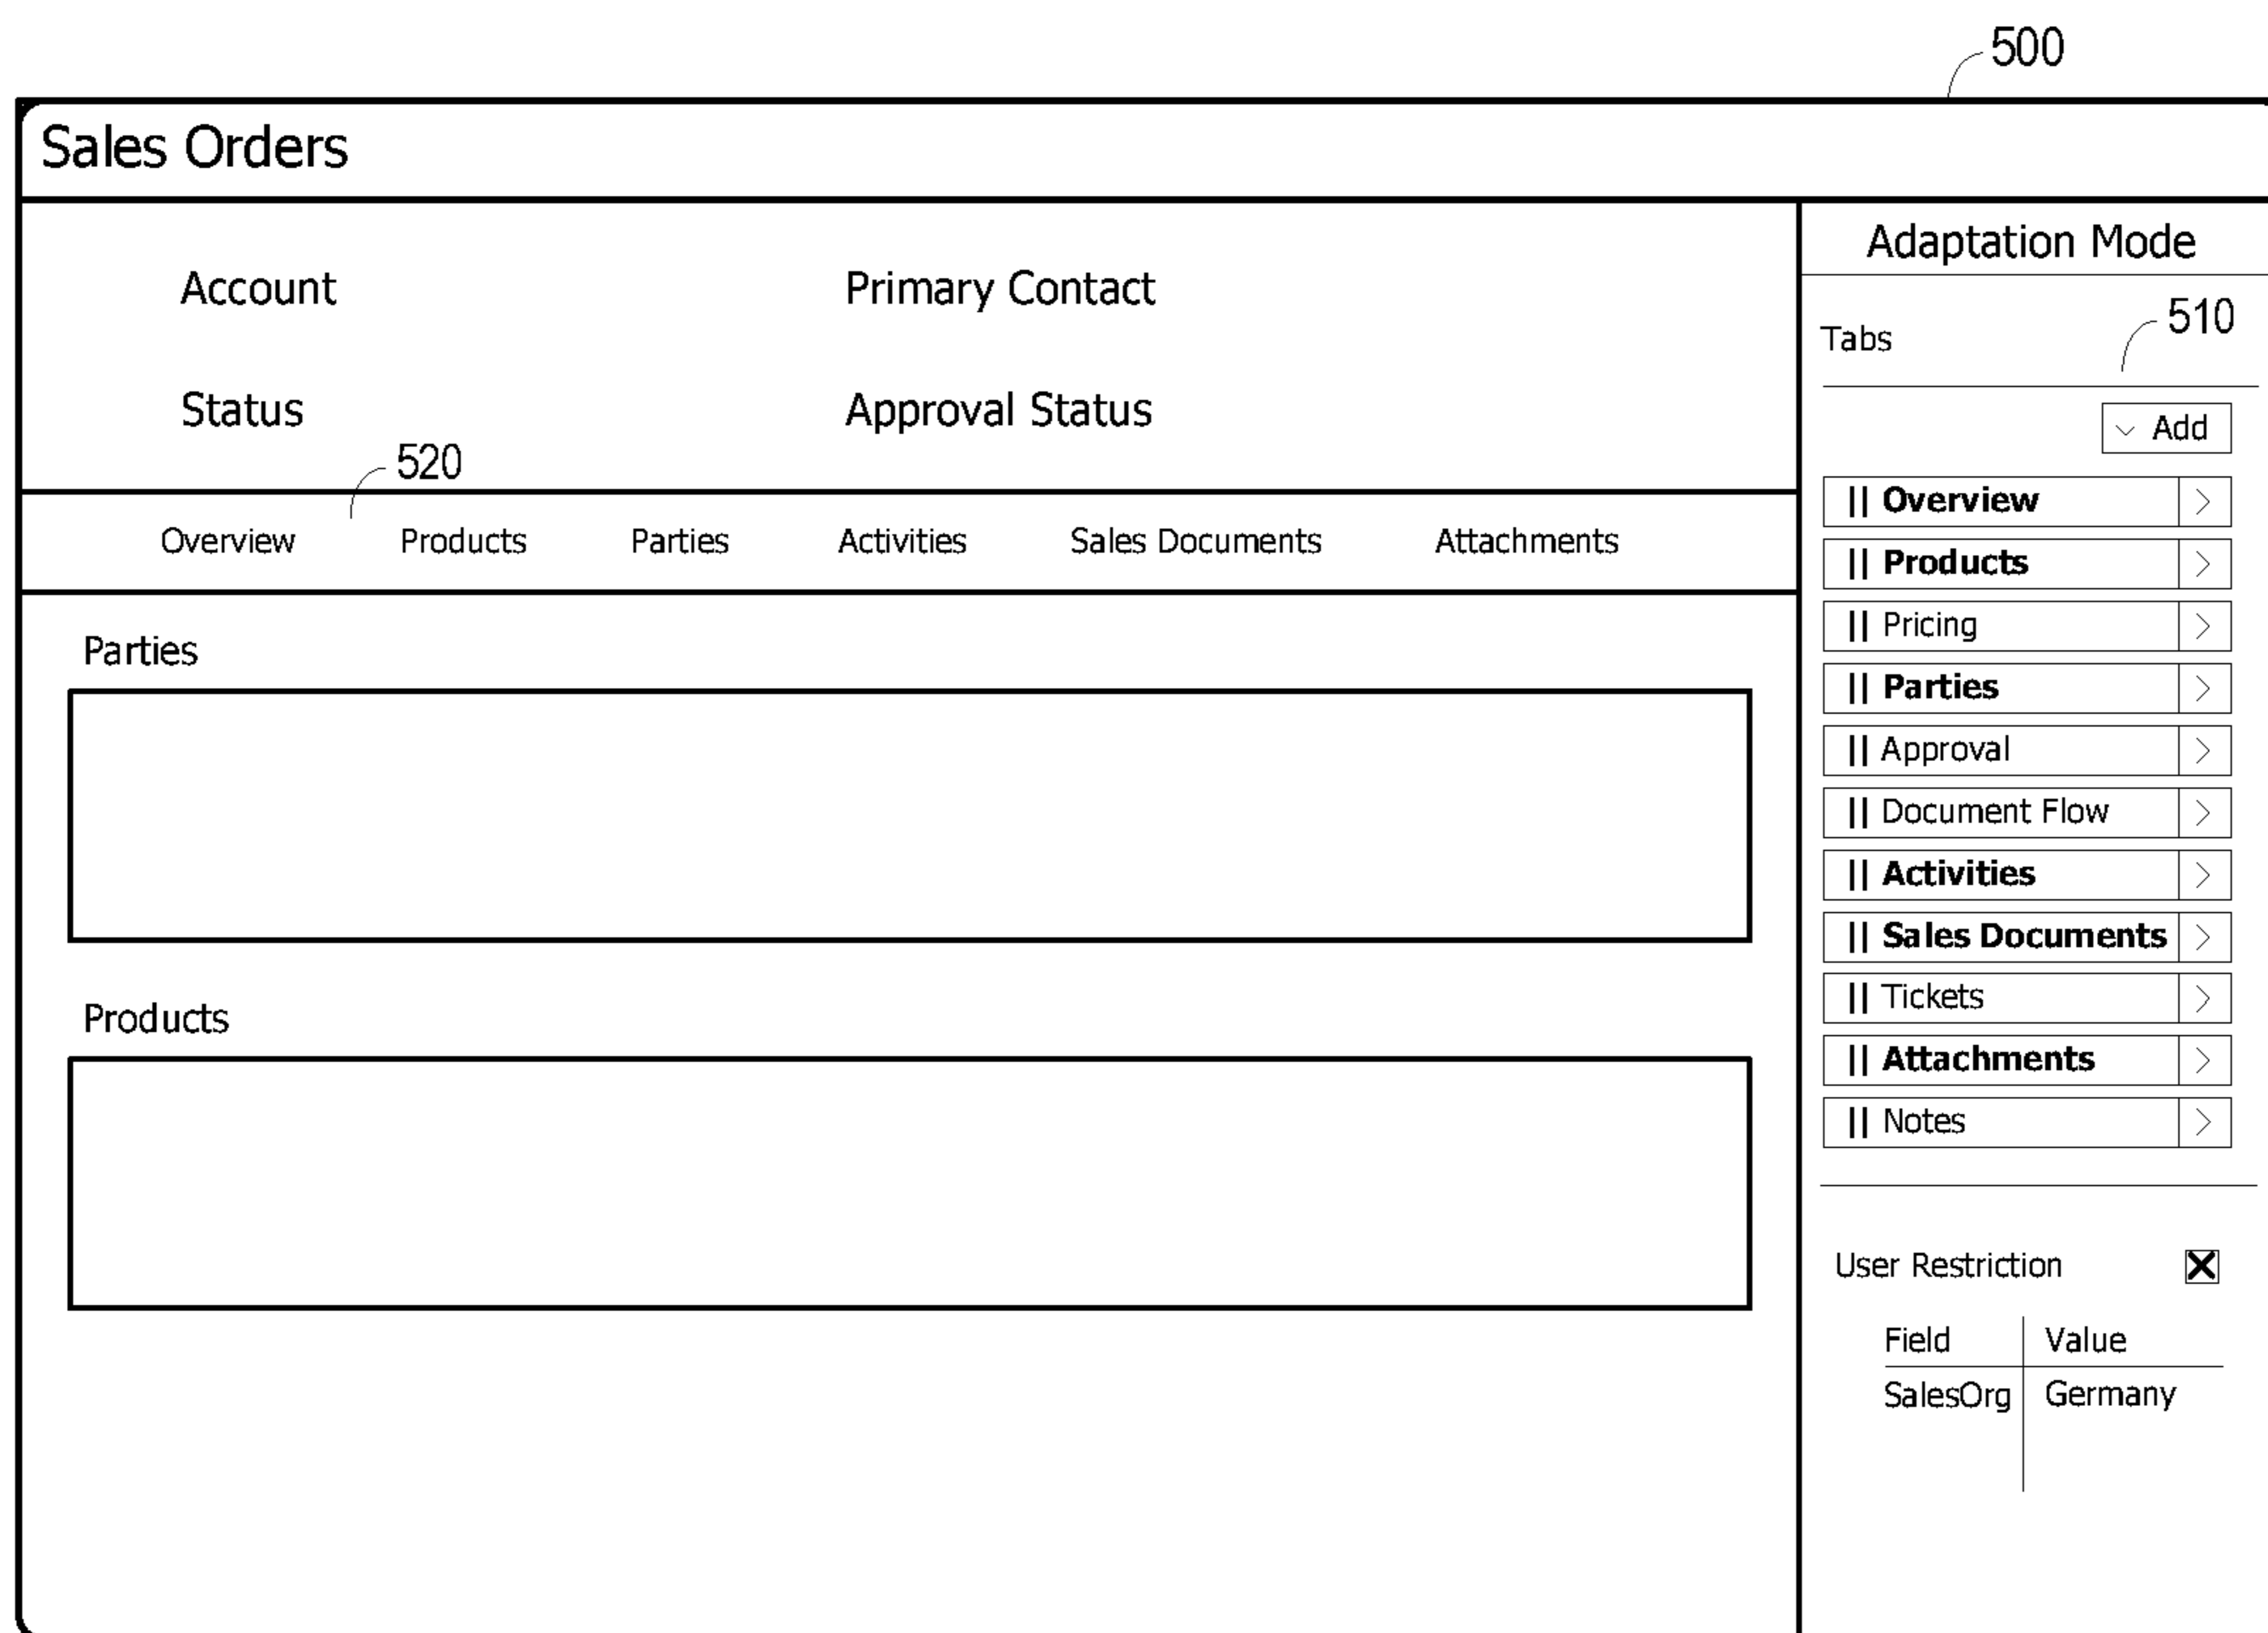 500
Sales Orders
Account
Primary Contact
Status
Approval Status
520
Overview Products Parties Activities Sales Documents Attachments
Parties
Products
Adaptation Mode
510
Tabs
Add
|| Overview >
|| Products >
|| Pricing >
|| Parties >
|| Approval >
|| Document Flow >
|| Activities >
|| Sales Documents >
|| Tickets >
|| Attachments >
|| Notes >
User Restriction
Field Value
SalesOrg Germany